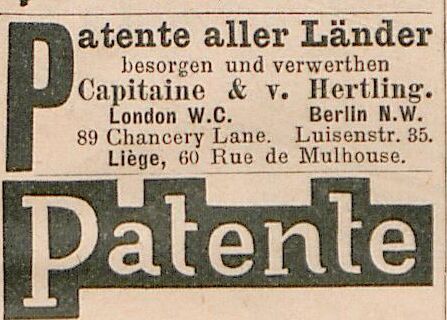 Patente aller Länder
besorgen und verwerthen
Capitaine & v. Hertling.
London W.C. Berlin N.W.
89 Chancery Lane. Luisenstr. 35.
Liège, 60 Rue de Mulhouse.
Patente